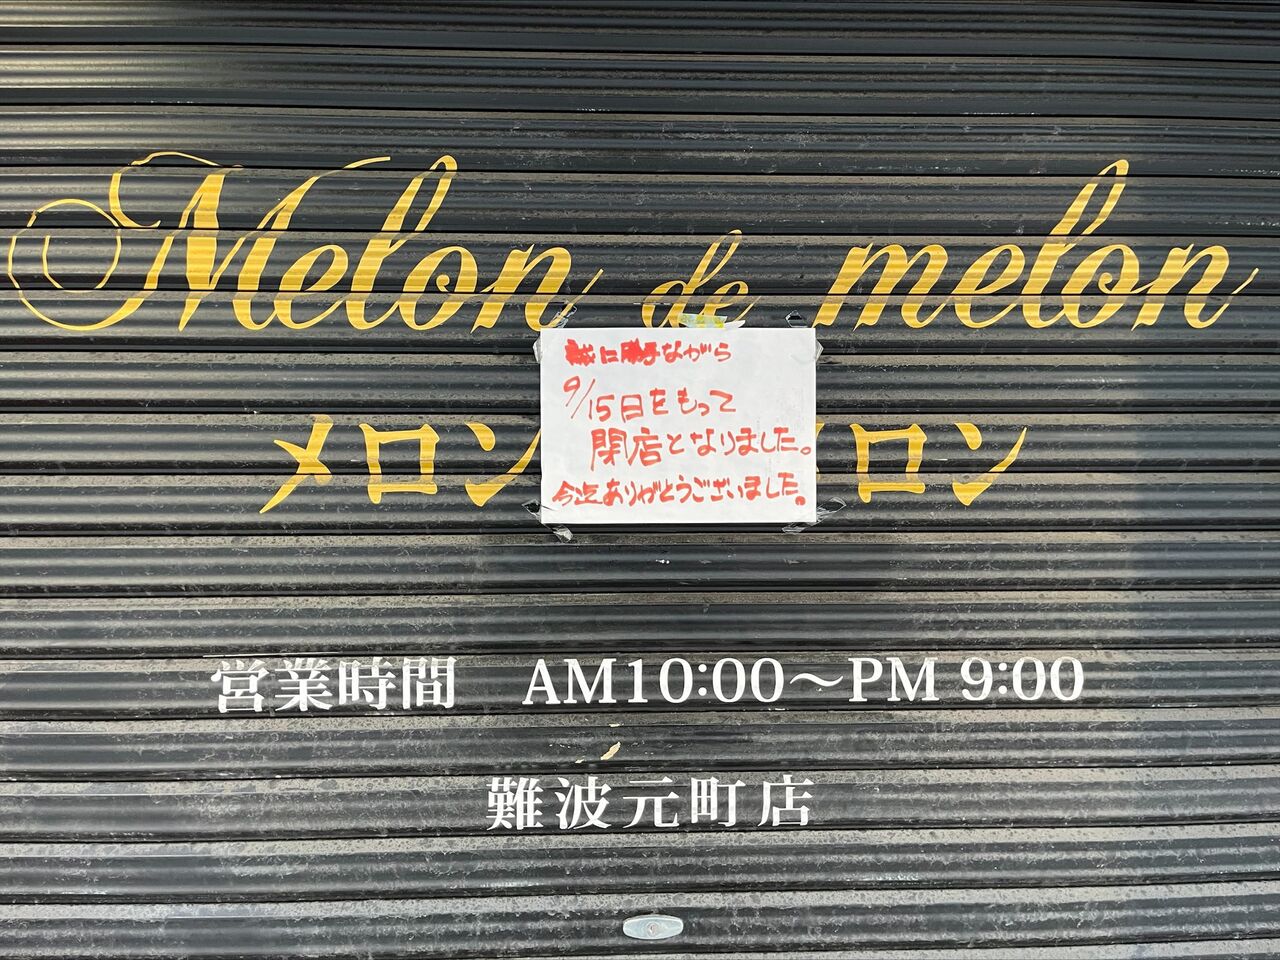 Melon de melon
誠に勝手ながら
9/15日をもって
閉店となりました。
今迄ありがとうございました。
メロン
メロン
営業時間 AM10:00～PM 9:00
難波元町店